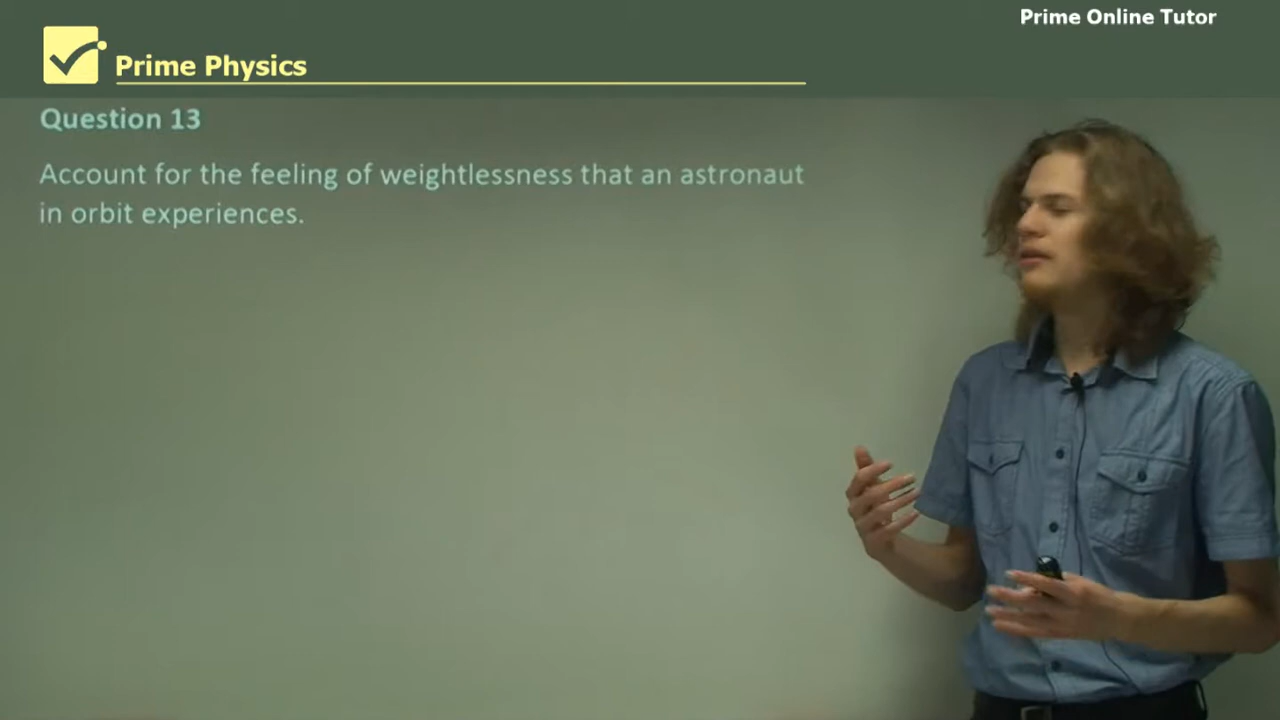 Prime Online Tutor
Prime Physics
Question 13
Account for the feeling of weightlessness that an astronaut
in orbit experiences.